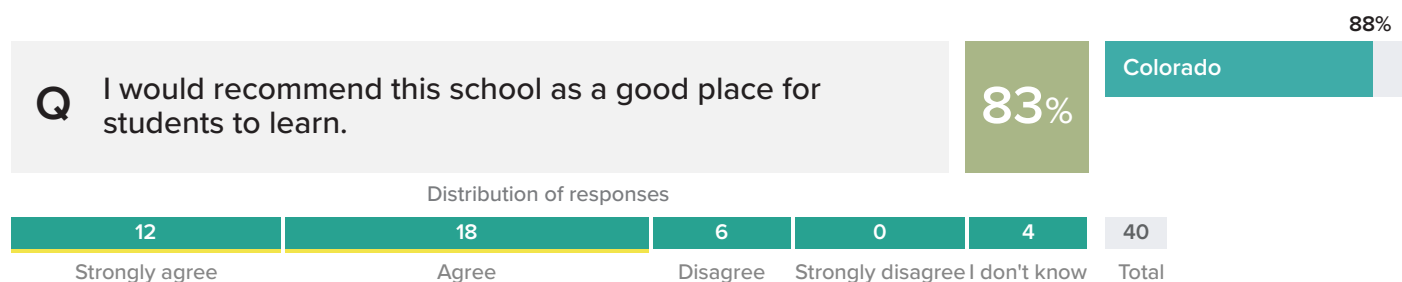 88%
Q
I would recommend this school as a good place for
students to learn.
83%
Colorado
Distribution of responses
12 18 6 0 4 40
Strongly agree Agree Disagree Strongly disagree I don't know Total